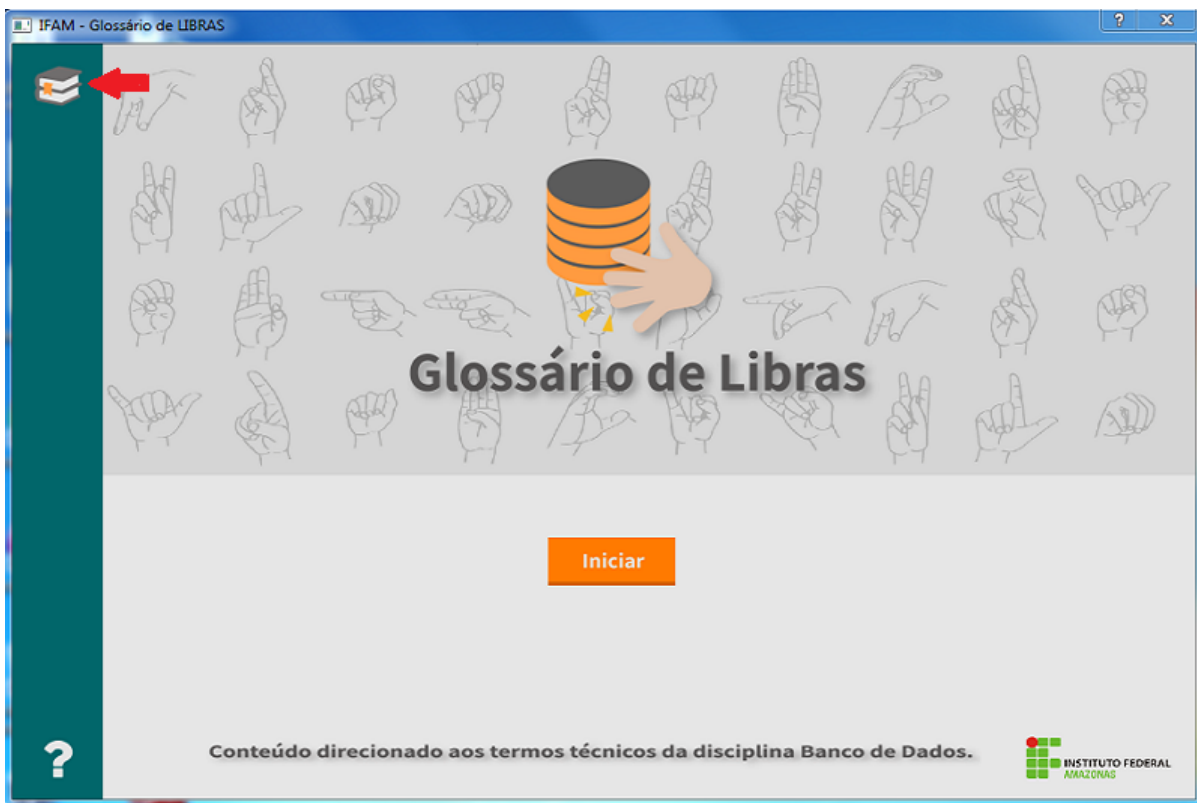 IFAM - Glossário de LIBRAS
? x
Glossário de Libras
Iniciar
?
Conteúdo direcionado aos termos técnicos da disciplina Banco de Dados.
INSTITUTO FEDERAL
AMAZONAS